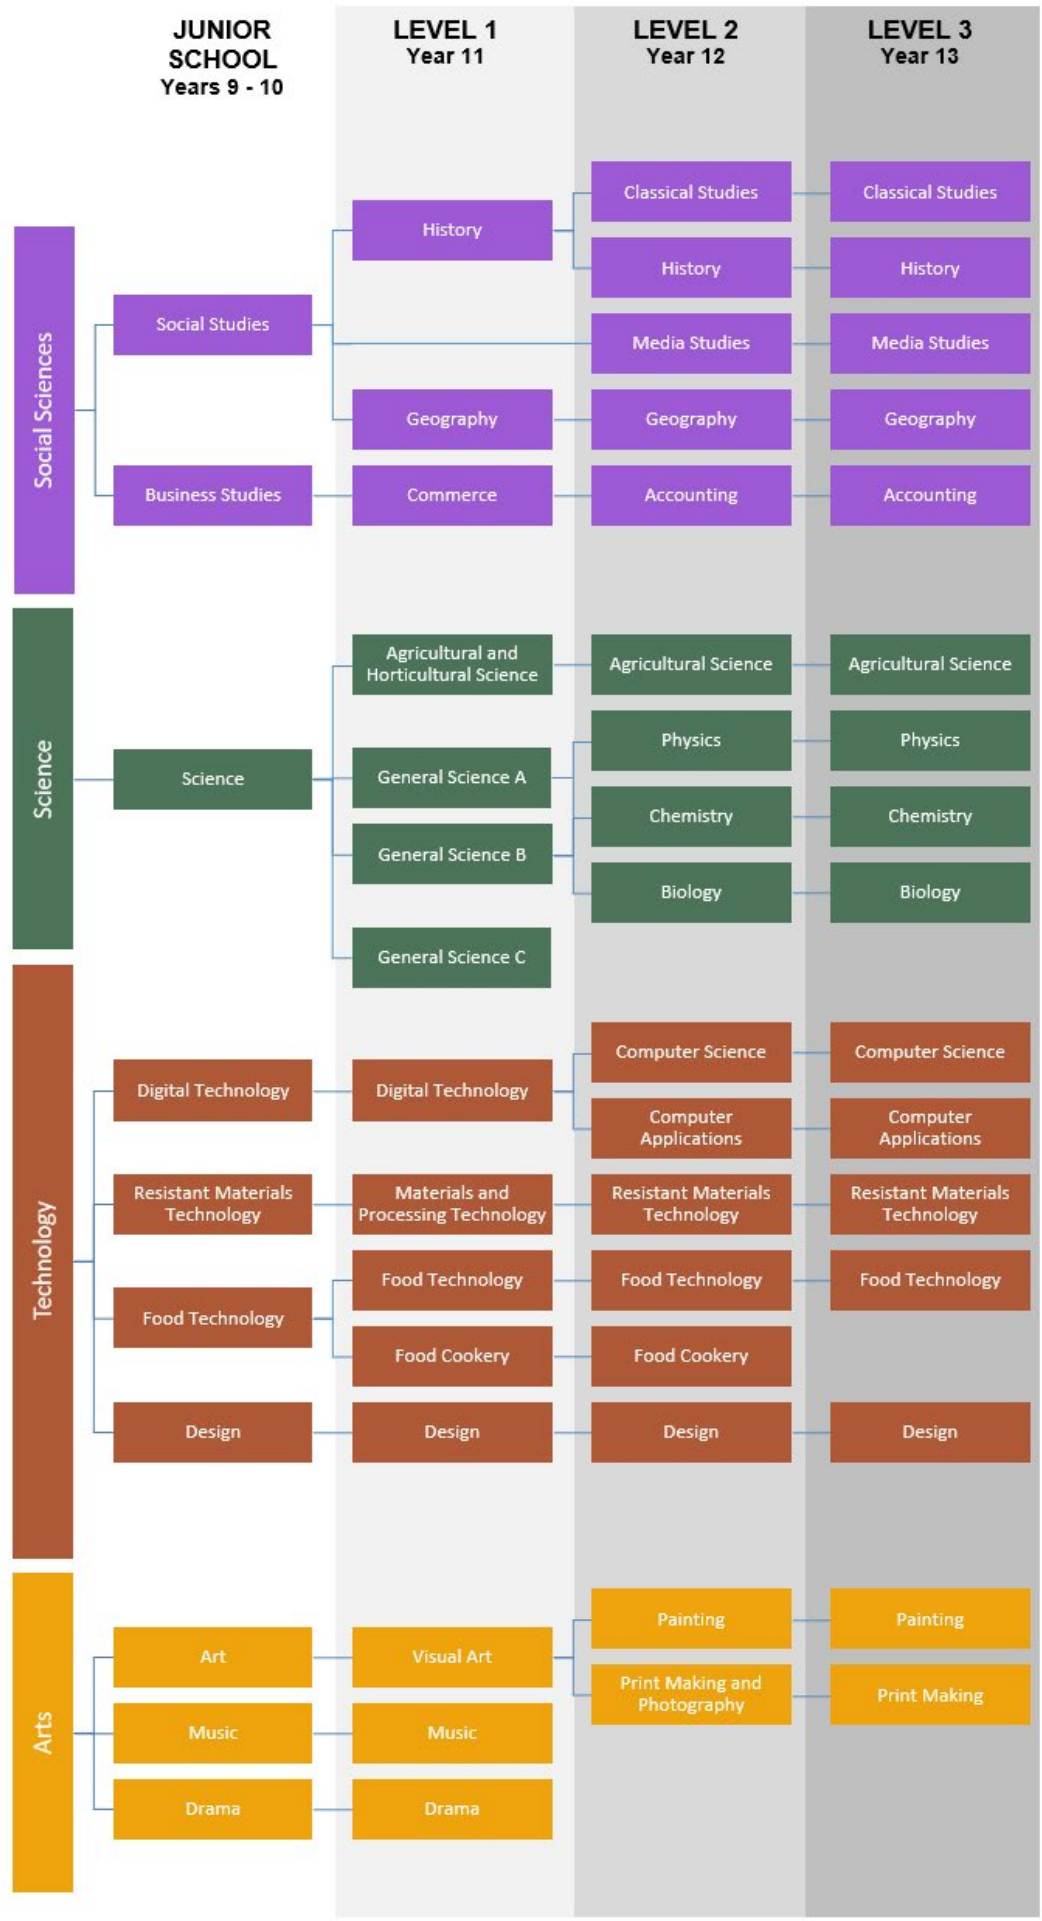 JUNIOR
SCHOOL
Years 9 - 10
LEVEL 1
Year 11
LEVEL 2
Year 12
LEVEL 3
Year 13
Social Sciences
Social Studies
Business Studies
History
Geography
Commerce
Classical Studies
History
Media Studies
Geography
Accounting
Classical Studies
History
Media Studies
Geography
Accounting
Science
Science
Agricultural and
Horticultural Science
General Science A
General Science B
General Science C
Agricultural Science
Physics
Chemistry
Biology
Agricultural Science
Physics
Chemistry
Biology
Technology
Digital Technology
Resistant Materials
Technology
Food Technology
Design
Digital Technology
Materials and
Processing Technology
Food Technology
Food Cookery
Design
Computer Science
Computer
Applications
Resistant Materials
Technology
Food Technology
Food Cookery
Design
Computer Science
Computer
Applications
Resistant Materials
Technology
Food Technology
Design
Arts
Art
Music
Drama
Visual Art
Music
Drama
Painting
Print Making and
Photography
Painting
Print Making